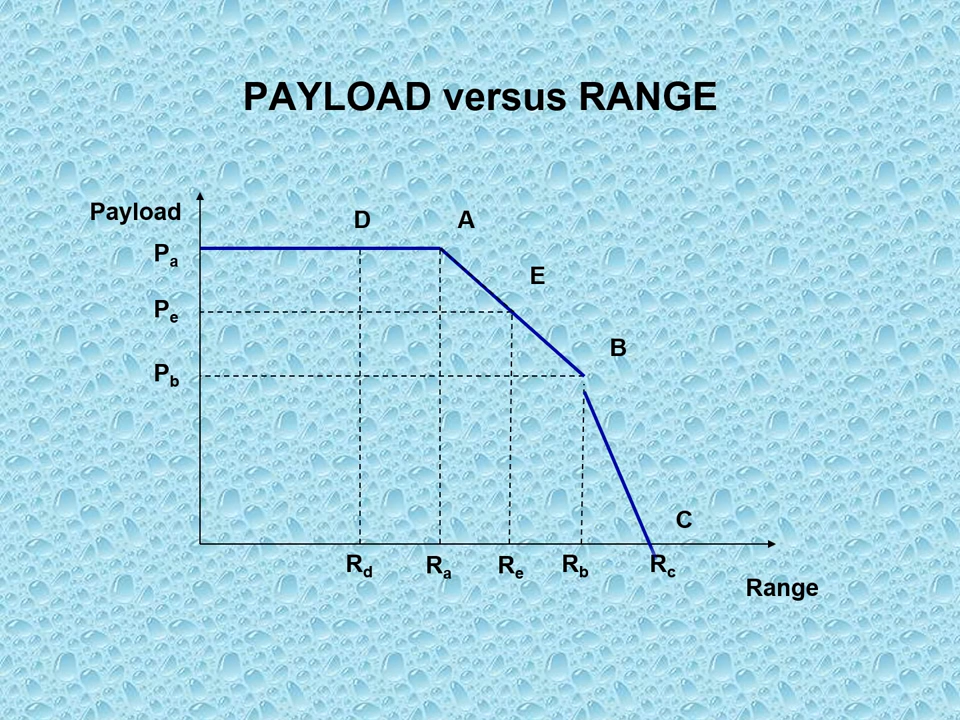 PAYLOAD versus RANGE
Payload
D
A
Pa
E
Pe
B
Pb
C
Rd
Ra
Re
Rb
Rc
Range